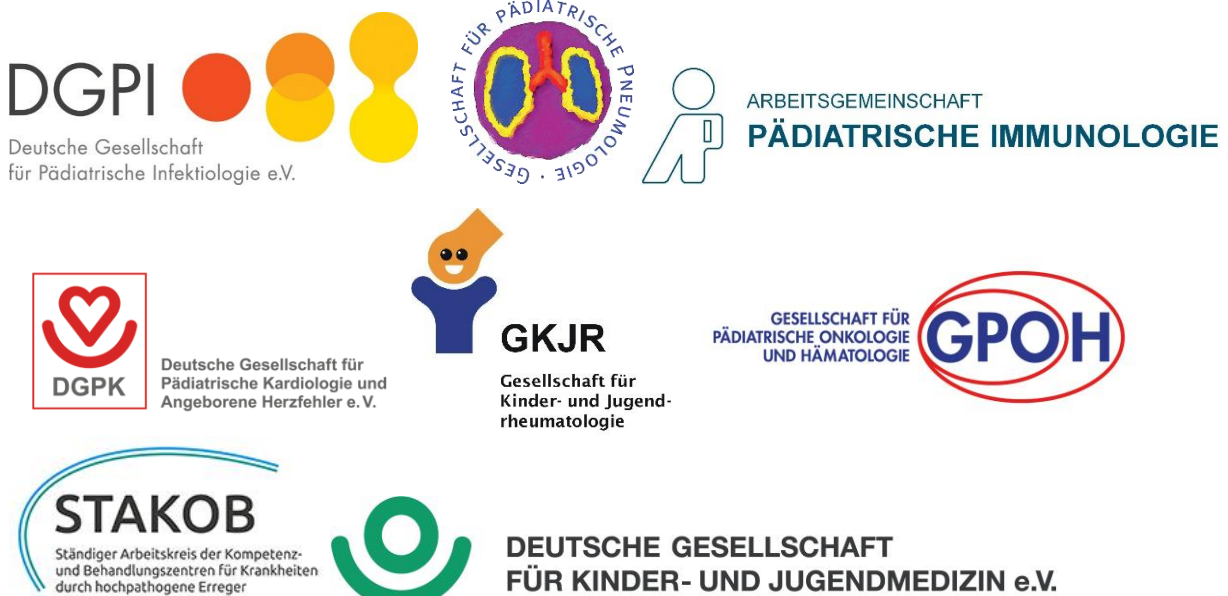 DGPI
Deutsche Gesellschaft
für Pädiatrische Infektiologie e.V.
GESELLSCHAFT FÜR PÄDIATRISCHE PNEUMOLOGIE ·
ARBEITSGEMEINSCHAFT
PÄDIATRISCHE IMMUNOLOGIE
DGPK
Deutsche Gesellschaft für
Pädiatrische Kardiologie und
Angeborene Herzfehler e.V.
GKJR
Gesellschaft für
Kinder- und Jugend-
rheumatologie
GESELLSCHAFT FÜR
PÄDIATRISCHE ONKOLOGIE
UND HÄMATOLOGIE
GPOH
STAKOB
Ständiger Arbeitskreis der Kompetenz-
und Behandlungszentren für Krankheiten
durch hochpathogene Erreger
DEUTSCHE GESELLSCHAFT
FÜR KINDER- UND JUGENDMEDIZIN e.V.